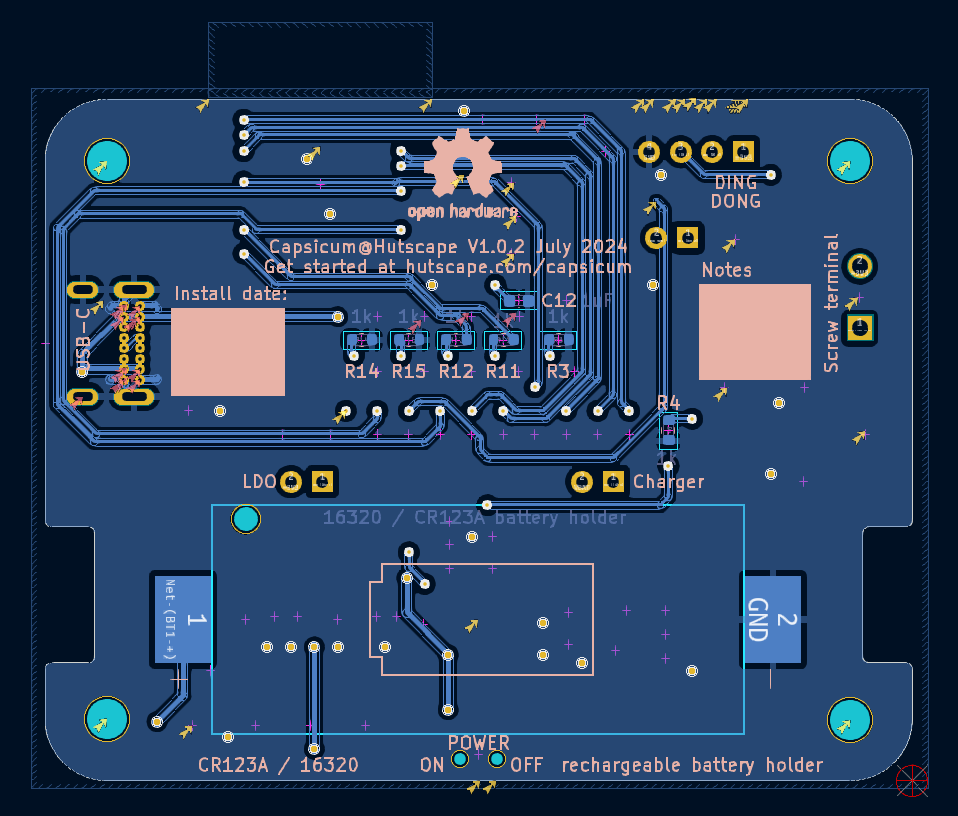 DING
DONG
open hardware
Capsicum@Hutscape V1.0.2 July 2024
Get started at hutscape.com/capsicum
Notes
Screw terminal
2
1
Install date:
USB-C
C12
1uF
1k 1k 1k
R14 R15 R12 R11 R3
R4
LDO
Charger
16320 / CR123A battery holder
1
Net-(BT1-+)
2
GND
POWER
ON OFF
CR123A / 16320
rechargeable battery holder